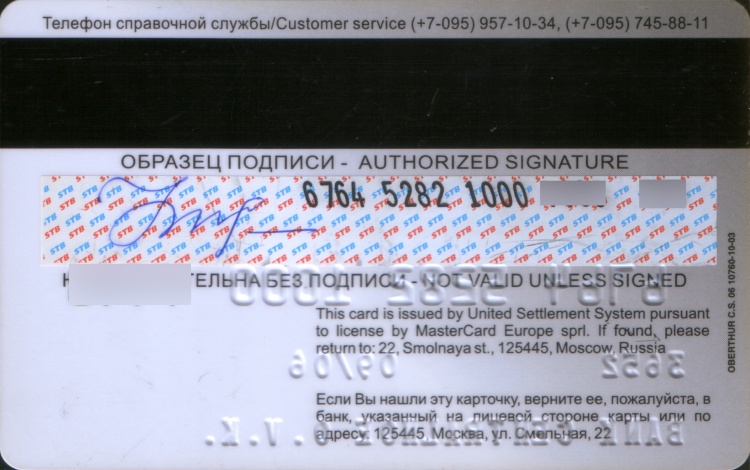 Телефон справочной службы/Customer service (+7-095) 957-10-34, (+7-095) 745-88-11
ОБРАЗЕЦ ПОДПИСИ - AUTHORIZED SIGNATURE
6764 5282 1000
БЕЗ ПОДПИСИ - NOT VALID UNLESS SIGNED
This card is issued by United Settlement System pursuant
to license by MasterCard Europe sprl. If found, please
return to: 22, Smolnaya st., 125445, Moscow, Russia
3652 09/06
Если Вы нашли эту карточку, верните ее, пожалуйста, в
банк, указанный на лицевой стороне карты или по
адресу: 125445, Москва, ул. Смельная, 22
OBERTHUR C.S. 06 10760-10-03